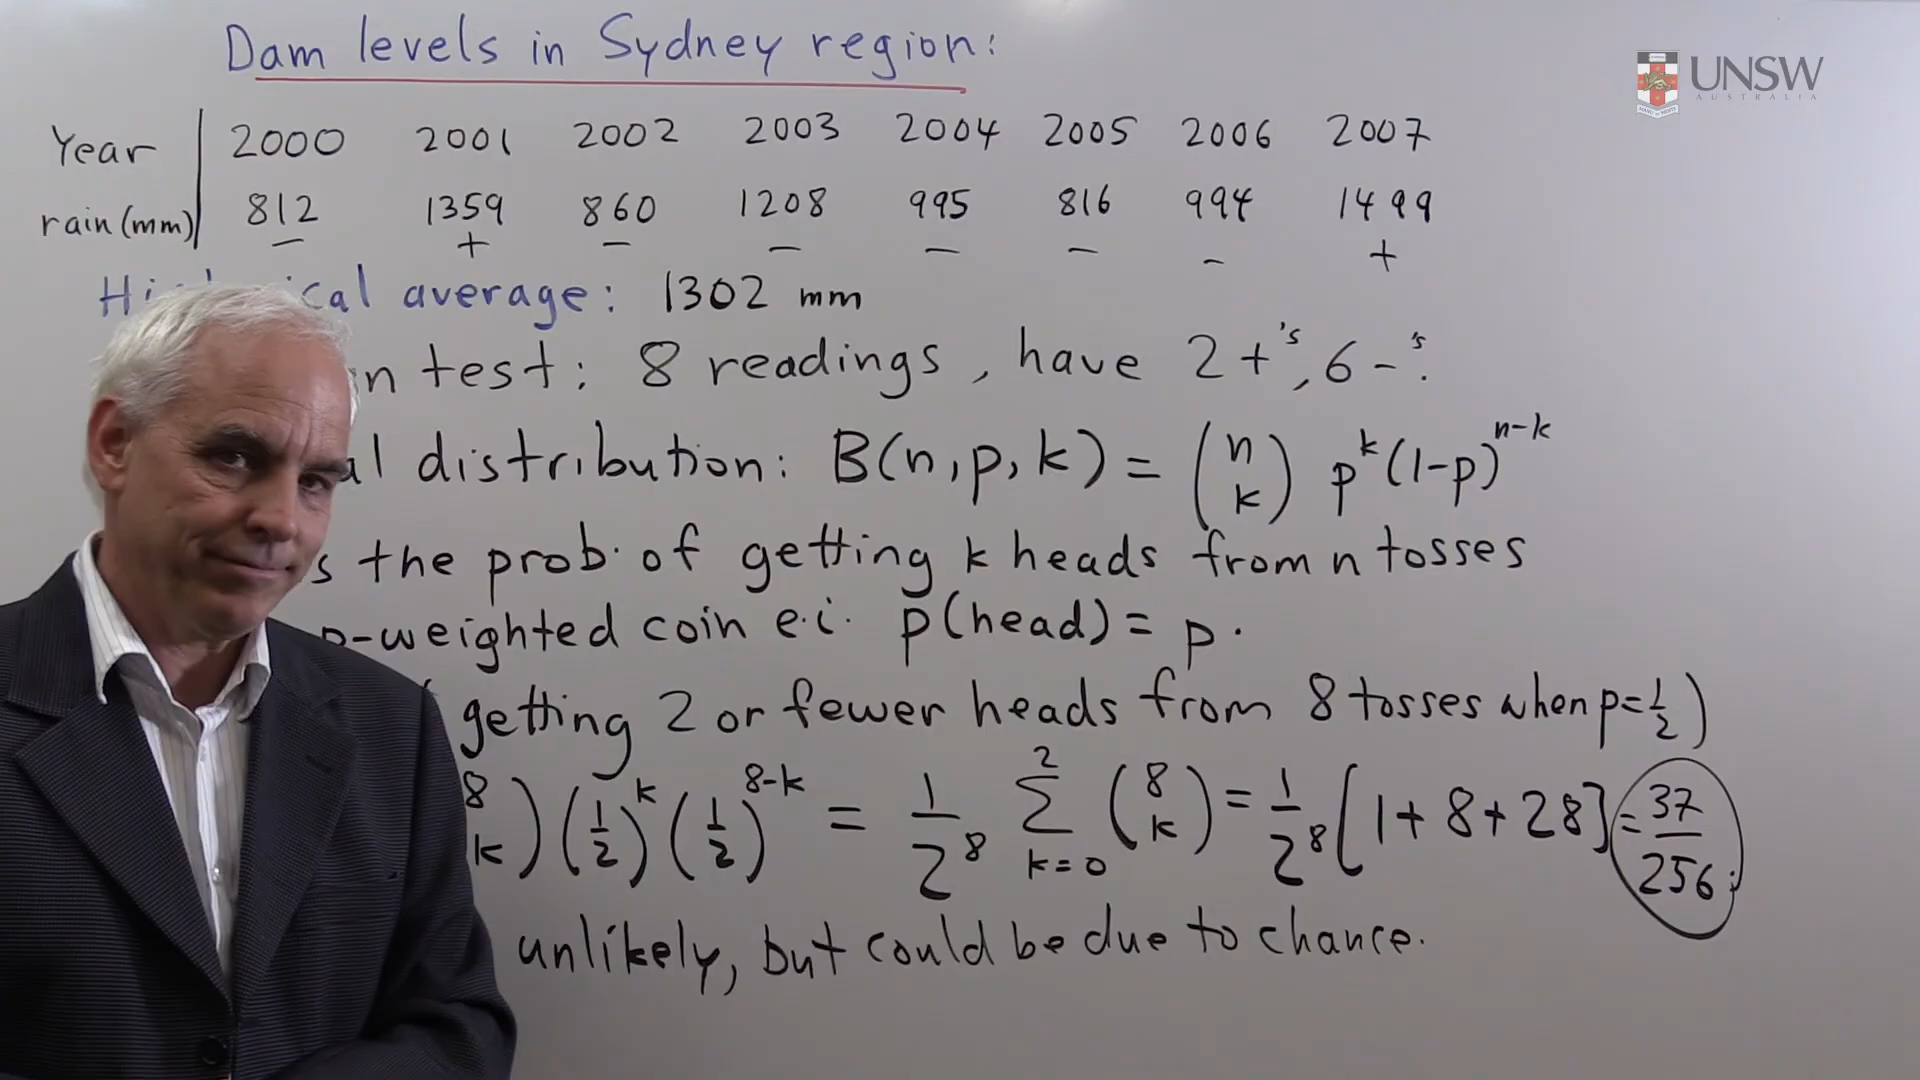 Dam levels in Sydney region:
UNSW
AUSTRALIA
Year 2000 2001 2002 2003 2004 2005 2006 2007
rain (mm) 812 1359 860 1208 995 816 994 1499
− + − − − − − +
average: 1302 mm
test: 8 readings, have 2 +'s, 6 −'s.
distribution: B(n, p, k) = (n k) p^k (1-p)^n-k
the prob. of getting k heads from n tosses
p-weighted coin e.i. p(head) = p.
getting 2 or fewer heads from 8 tosses when p=1/2)
(8 k) (1/2)^k (1/2)^8-k = 1/2^8 Σ_k=0^2 (8 k) = 1/2^8 [1+8+28] = 37/256.
unlikely, but could be due to chance.